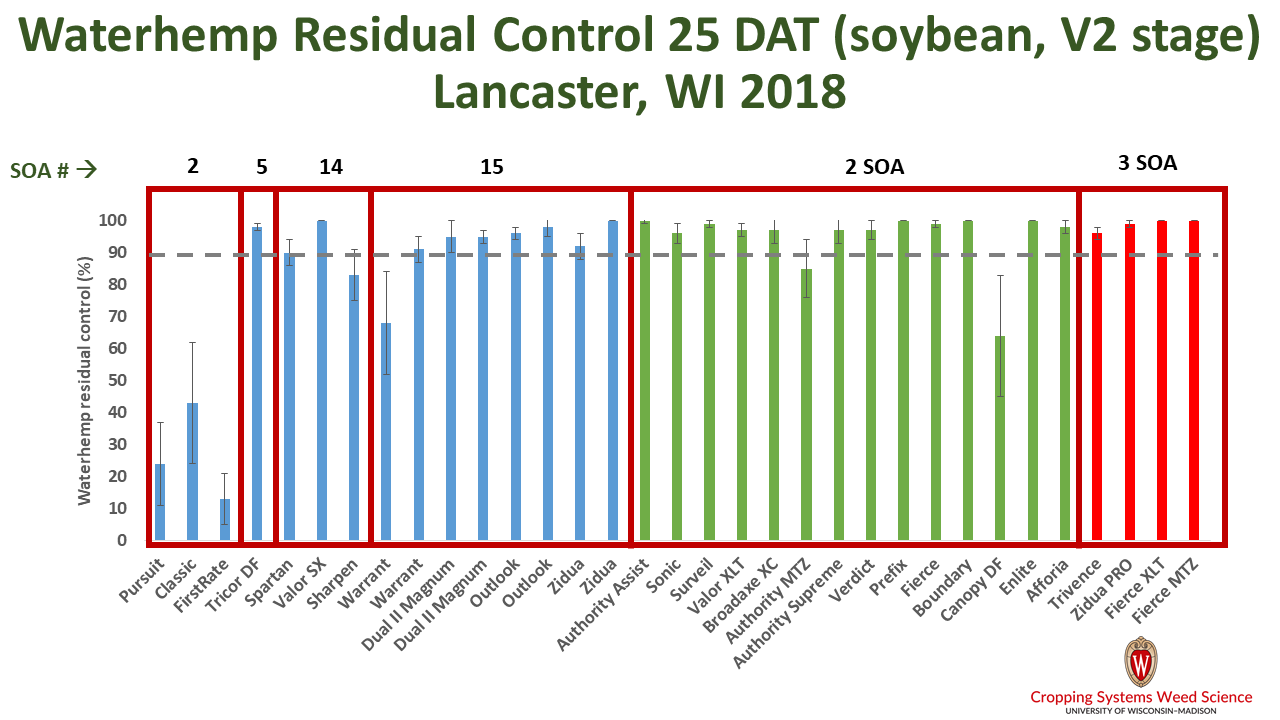 Waterhemp Residual Control 25 DAT (soybean, V2 stage)
Lancaster, WI 2018
SOA # →
2
5
14
15
2 SOA
3 SOA
Waterhemp residual control (%)
100
90
80
70
60
50
40
30
20
10
0
Pursuit
Classic
FirstRate
Tricor DF
Spartan
Valor SX
Sharpen
Warrant
Warrant
Dual II Magnum
Dual II Magnum
Outlook
Outlook
Zidua
Zidua
Authority Assist
Sonic
Surveil
Valor XLT
Broadaxe XC
Authority MTZ
Authority Supreme
Verdict
Prefix
Fierce
Boundary
Canopy DF
Enlite
Afforia
Trivence
Zidua PRO
Fierce XLT
Fierce MTZ
W
Cropping Systems Weed Science
UNIVERSITY OF WISCONSIN–MADISON